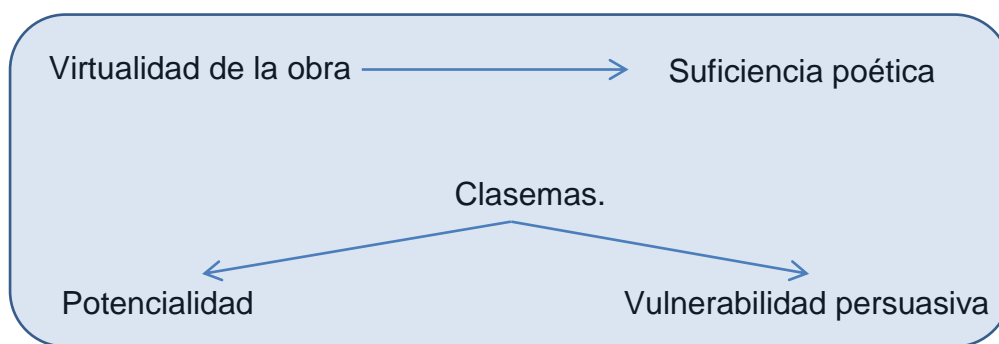 Virtualidad de la obra
Suficiencia poética
Clasemas.
Potencialidad
Vulnerabilidad persuasiva